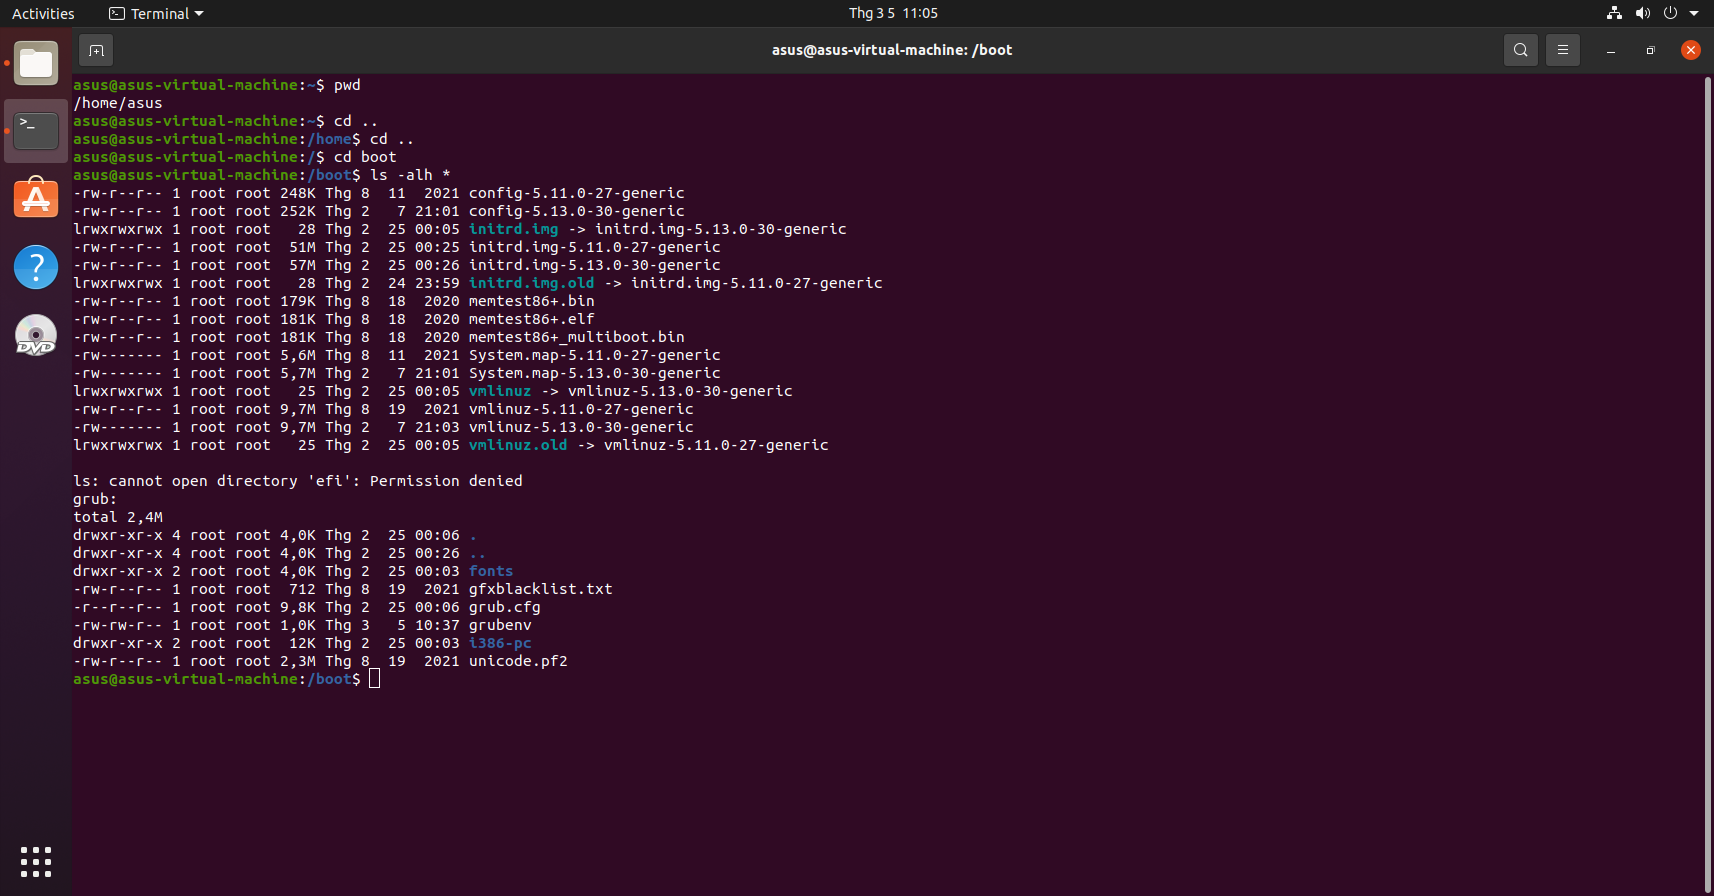 Activities
Terminal
Thg 3 5 11:05
asus@asus-virtual-machine: /boot
asus@asus-virtual-machine:~$ pwd
/home/asus
asus@asus-virtual-machine:~$ cd ..
asus@asus-virtual-machine:/home$ cd ..
asus@asus-virtual-machine:/$ cd boot
asus@asus-virtual-machine:/boot$ ls -alh *
-rw-r--r-- 1 root root 248K Thg 8  11  2021 config-5.11.0-27-generic
-rw-r--r-- 1 root root 252K Thg 2   7 21:01 config-5.13.0-30-generic
lrwxrwxrwx 1 root root   28 Thg 2  25 00:05 initrd.img -> initrd.img-5.13.0-30-generic
-rw-r--r-- 1 root root  51M Thg 2  25 00:25 initrd.img-5.11.0-27-generic
-rw-r--r-- 1 root root  57M Thg 2  25 00:26 initrd.img-5.13.0-30-generic
lrwxrwxrwx 1 root root   28 Thg 2  24 23:59 initrd.img.old -> initrd.img-5.11.0-27-generic
-rw-r--r-- 1 root root 179K Thg 8  18  2020 memtest86+.bin
-rw-r--r-- 1 root root 181K Thg 8  18  2020 memtest86+.elf
-rw-r--r-- 1 root root 181K Thg 8  18  2020 memtest86+_multiboot.bin
-rw------- 1 root root 5,6M Thg 8  11  2021 System.map-5.11.0-27-generic
-rw------- 1 root root 5,7M Thg 2   7 21:01 System.map-5.13.0-30-generic
lrwxrwxrwx 1 root root   25 Thg 2  25 00:05 vmlinuz -> vmlinuz-5.13.0-30-generic
-rw-r--r-- 1 root root 9,7M Thg 8  19  2021 vmlinuz-5.11.0-27-generic
-rw------- 1 root root 9,7M Thg 2   7 21:03 vmlinuz-5.13.0-30-generic
lrwxrwxrwx 1 root root   25 Thg 2  25 00:05 vmlinuz.old -> vmlinuz-5.11.0-27-generic
ls: cannot open directory 'efi': Permission denied
grub:
total 2,4M
drwxr-xr-x 4 root root 4,0K Thg 2  25 00:06 .
drwxr-xr-x 4 root root 4,0K Thg 2  25 00:26 ..
drwxr-xr-x 2 root root 4,0K Thg 2  25 00:03 fonts
-rw-r--r-- 1 root root  712 Thg 8  19  2021 gfxblacklist.txt
-r--r--r-- 1 root root 9,8K Thg 2  25 00:06 grub.cfg
-rw-rw-r-- 1 root root 1,0K Thg 3   5 10:37 grubenv
drwxr-xr-x 2 root root  12K Thg 2  25 00:03 i386-pc
-rw-r--r-- 1 root root 2,3M Thg 8  19  2021 unicode.pf2
asus@asus-virtual-machine:/boot$
>_
A
?
DVD